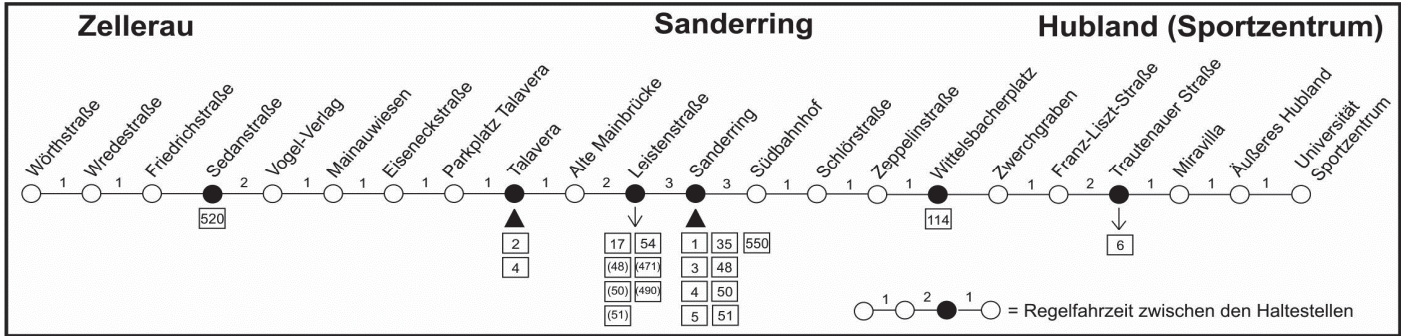 Zellerau
Sanderring
Hubland (Sportzentrum)
Wörthstraße
Wredestraße
Friedrichstraße
Sedanstraße
Vogel-Verlag
Mainauwiesen
Eiseneckstraße
Parkplatz Talavera
Talavera
Alte Mainbrücke
Leistenstraße
Sanderring
Südbahnhof
Schlörstraße
Zeppelinstraße
Wittelsbacherplatz
Zwerchgraben
Franz-Liszt-Straße
Trautenauer Straße
Miravilla
Äußeres Hubland
Universität
Sportzentrum
1 1 2 1 1 1 1 1 2 3 3 1 1 1 1 2 1 1 1
520
114
2
4
17 54
(48) (471)
(50) (490)
(51)
1 35 550
3 48
4 50
5 51
6
1 2 1
= Regelfahrzeit zwischen den Haltestellen